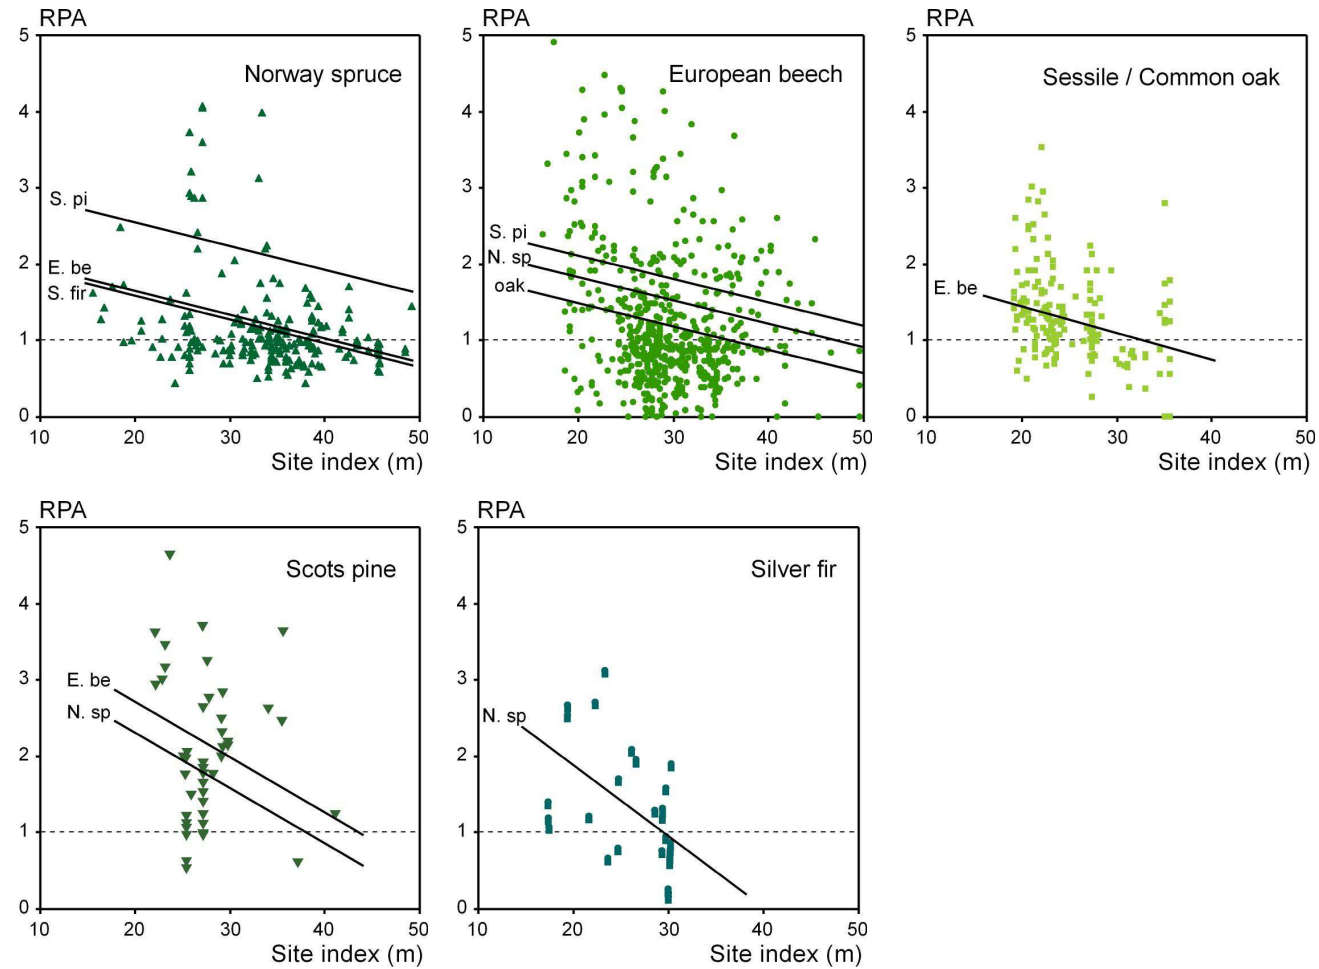 RPA
5
Norway spruce
4
3
S. pi
2
E. be
S. fir
1
0
10 20 30 40 50
Site index (m)
RPA
5
European beech
4
3
S. pi
N. sp
2
oak
1
0
10 20 30 40 50
Site index (m)
RPA
5
Sessile / Common oak
4
3
2
E. be
1
0
10 20 30 40 50
Site index (m)
RPA
5
Scots pine
4
3
E. be
N. sp
2
1
0
10 20 30 40 50
Site index (m)
RPA
5
Silver fir
4
3
N. sp
2
1
0
10 20 30 40 50
Site index (m)